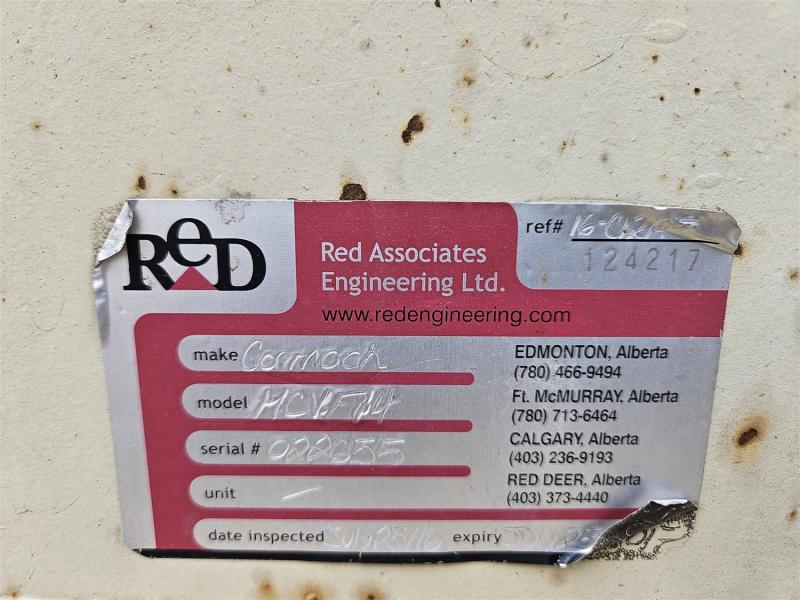 ReD
Red Associates
Engineering Ltd.
www.redengineering.com
ref#
124217
make
model
serial # 022055
unit -
date inspected
expiry
EDMONTON, Alberta
(780) 466-9494
Ft. McMURRAY, Alberta
(780) 713-6464
CALGARY, Alberta
(403) 236-9193
RED DEER, Alberta
(403) 373-4440